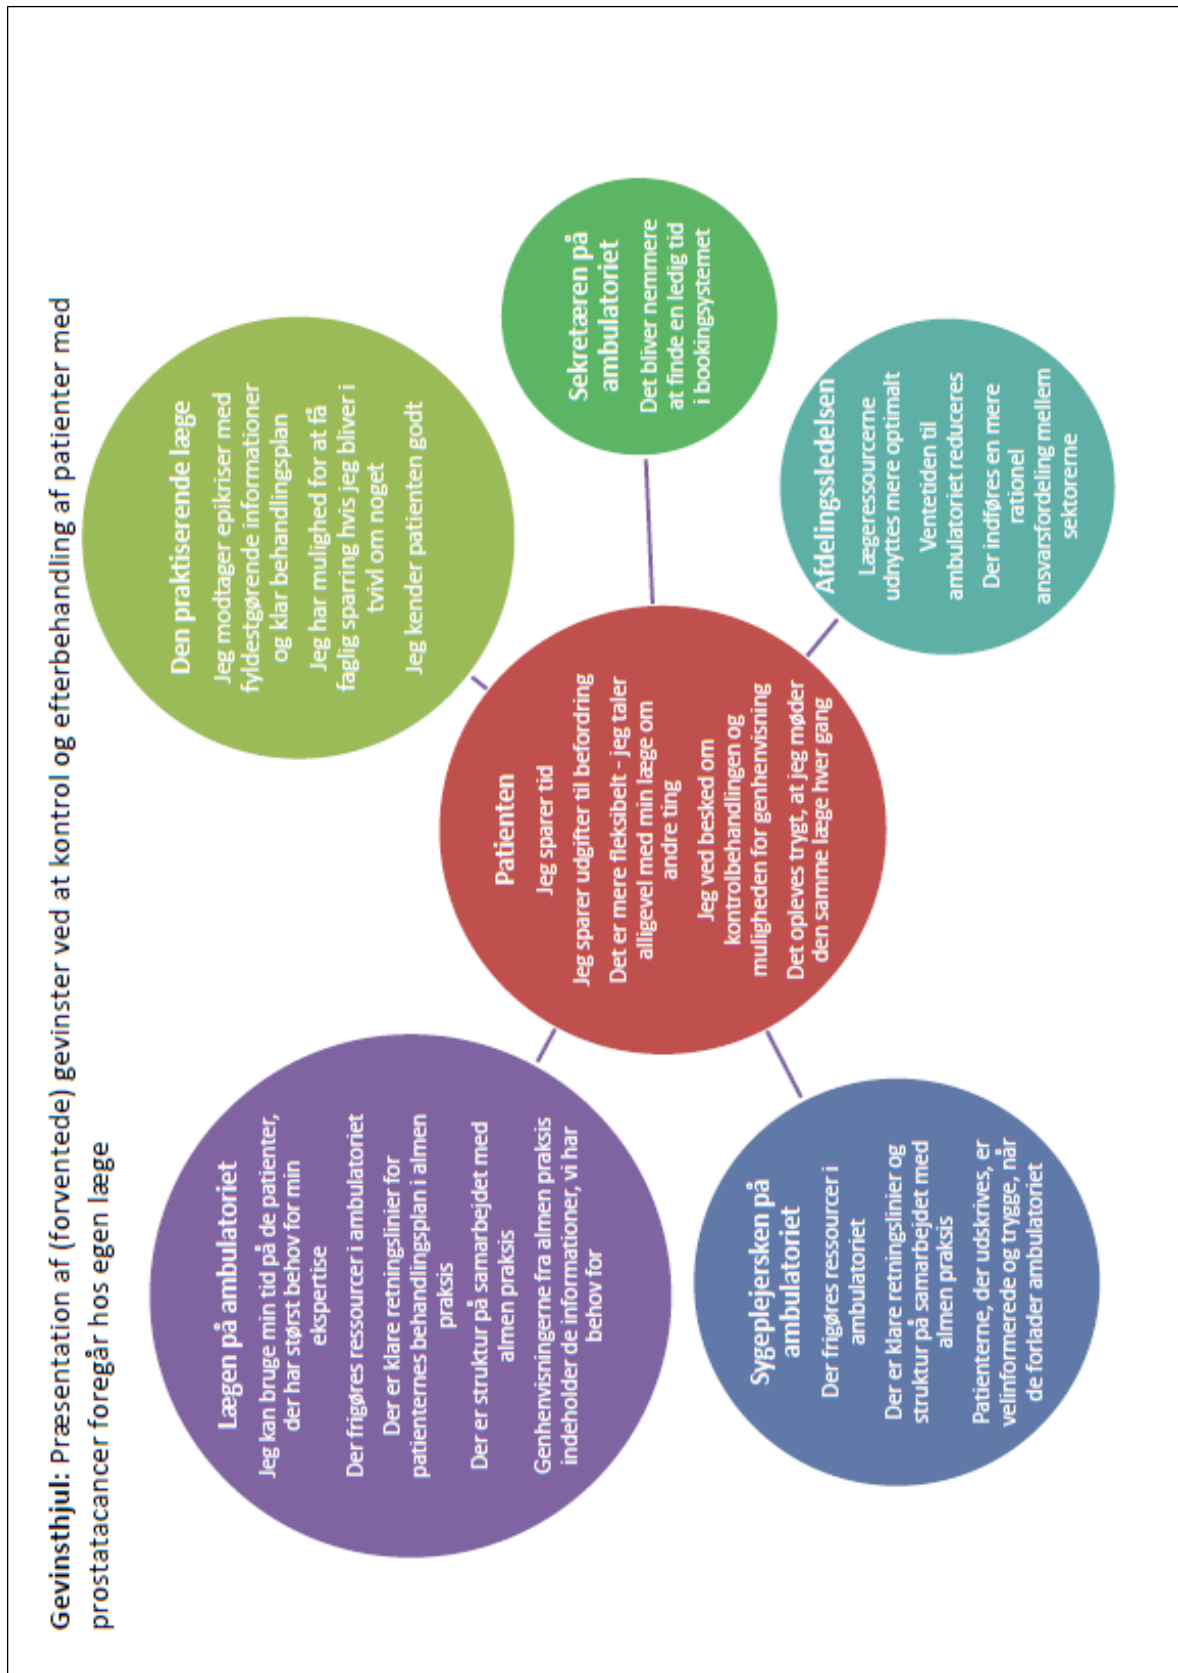 Gevinsthjul: Præsentation af (forventede) gevinster ved at kontrol og efterbehandling af patienter med
prostatacancer foregår hos egen læge
Lægen på ambulatoriet
Jeg kan bruge min tid på de patienter,
der har størst behov for min
ekspertise
Der frigøres ressourcer i ambulatoriet
Der er klare retningslinier for
patienternes behandlingsplan i almen
praksis
Der er struktur på samarbejdet med
almen praksis
Genhenvisningerne fra almen praksis
indeholder de informationer, vi har
behov for
Den praktiserende læge
Jeg modtager epikriser med
fyldestgørende informationer
og klar behandlingsplan
Jeg har mulighed for at få
faglig sparring hvis jeg bliver i
tvivl om noget
Jeg kender patienten godt
Patienten
Jeg sparer tid
Jeg sparer udgifter til befordring
Det er mere fleksibelt - jeg taler
alligevel med min læge om
andre ting
Jeg ved besked om
kontrolbehandlingen og
muligheden for genhenvisning
Det opleves trygt, at jeg møder
den samme læge hver gang
Sekretæren på
ambulatoriet
Det bliver nemmere
at finde en ledig tid
i bookingsystemet
Sygeplejersken på
ambulatoriet
Der frigøres ressourcer i
ambulatoriet
Der er klare retningslinier og
struktur på samarbejdet med
almen praksis
Patienterne, der udskrives, er
velinformerede og trygge, når
de forlader ambulatoriet
Afdelingssledelsen
Lægeressourcerne
udnyttes mere optimalt
Ventetiden til
ambulatoriet reduceres
Der indføres en mere
rationel
ansvarsfordeling mellem
sektorerne